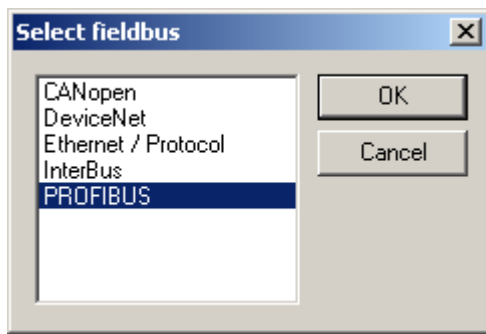 Select fieldbus
CANopen
DeviceNet
Ethernet / Protocol
InterBus
PROFIBUS
OK
Cancel